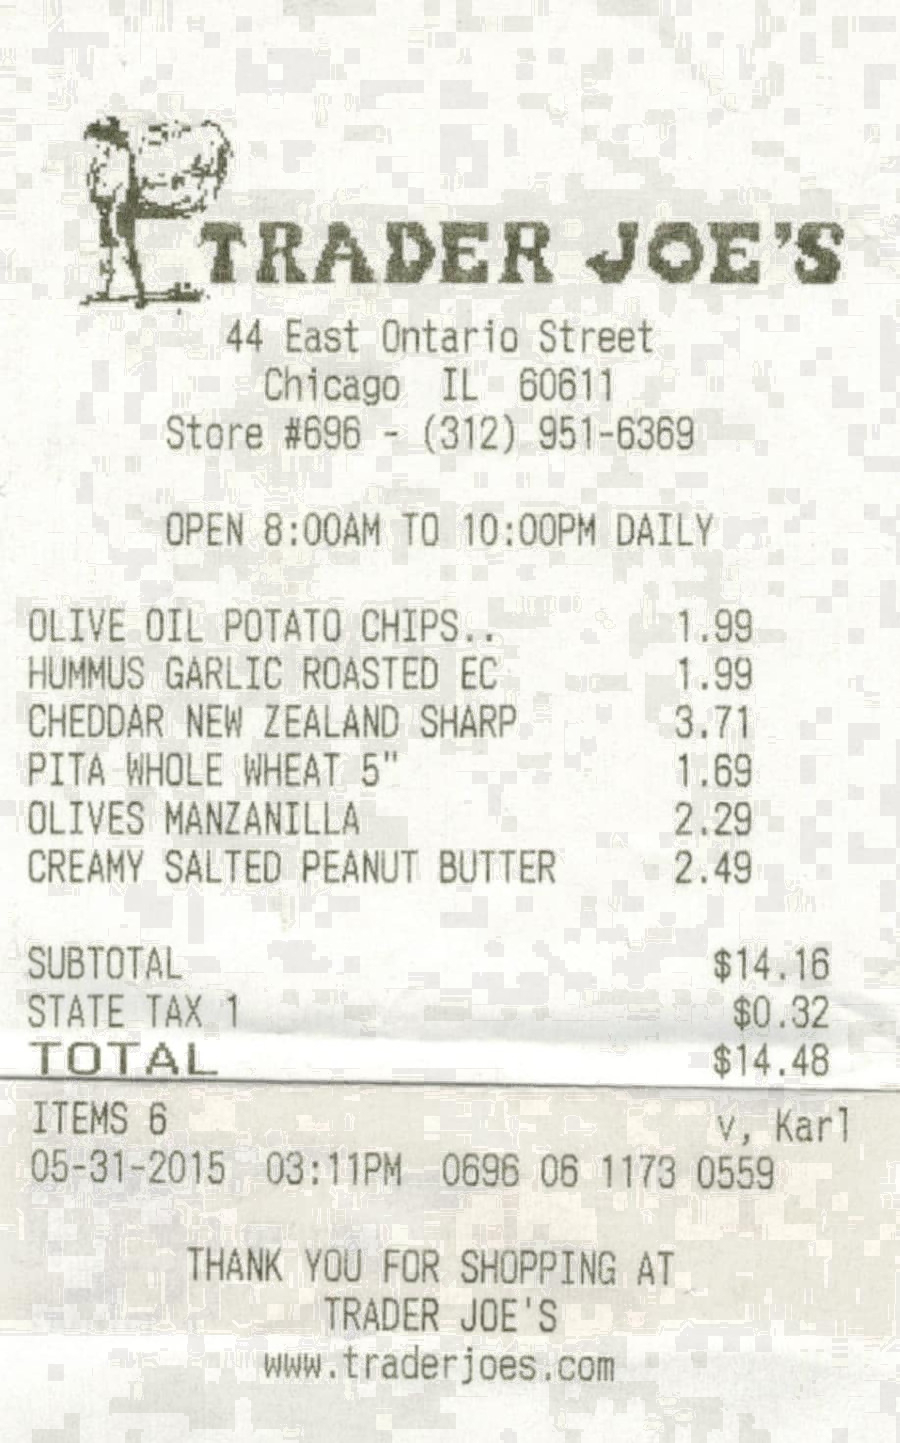 TRADER JOE'S
44 East Ontario Street
Chicago IL 60611
Store #696 - (312) 951-6369
OPEN 8:00AM TO 10:00PM DAILY
OLIVE OIL POTATO CHIPS.. 1.99
HUMMUS GARLIC ROASTED EC 1.99
CHEDDAR NEW ZEALAND SHARP 3.71
PITA WHOLE WHEAT 5" 1.69
OLIVES MANZANILLA 2.29
CREAMY SALTED PEANUT BUTTER 2.49
SUBTOTAL $14.16
STATE TAX 1 $0.32
TOTAL $14.48
ITEMS 6 v, Karl
05-31-2015 03:11PM 0696 06 1173 0559
THANK YOU FOR SHOPPING AT
TRADER JOE'S
www.traderjoes.com